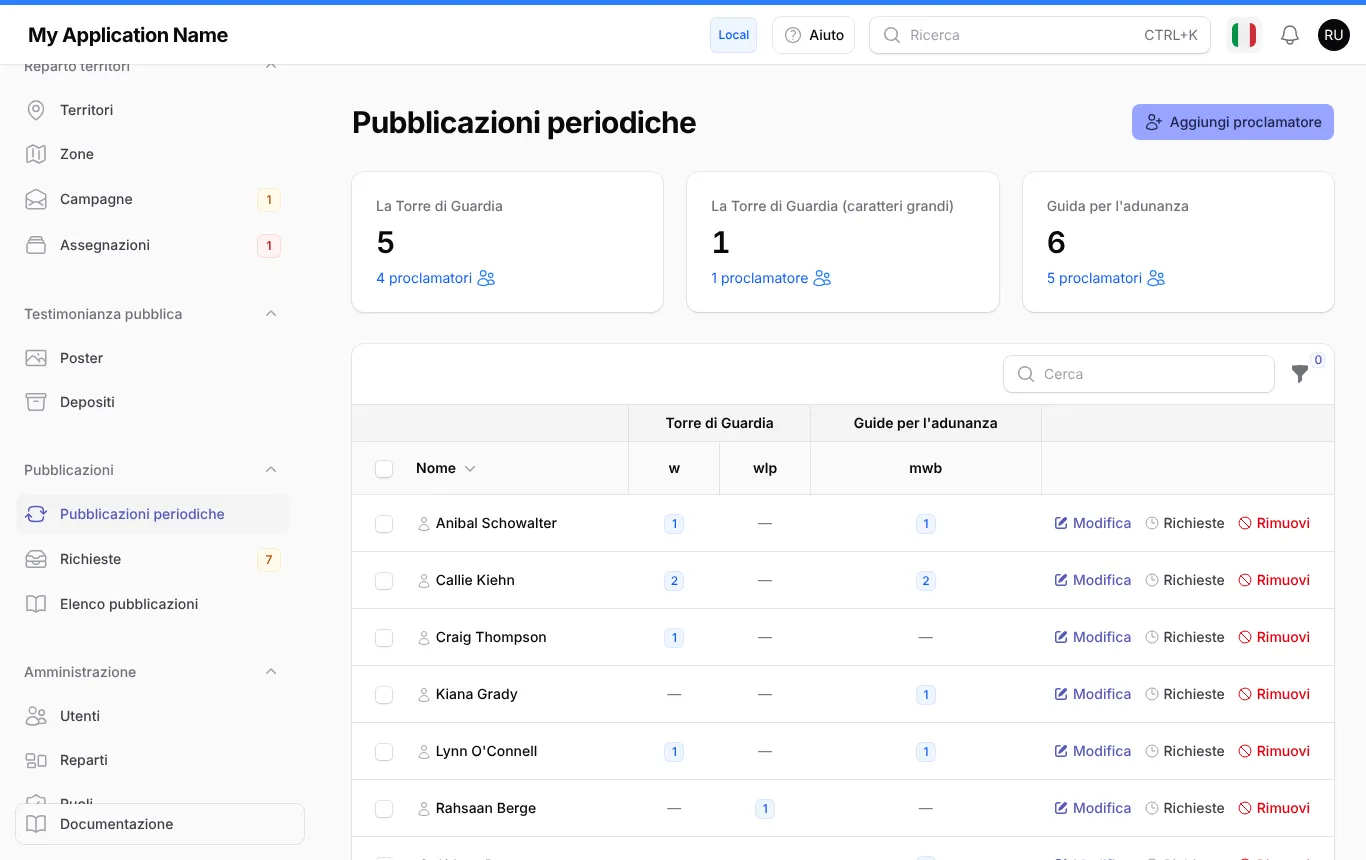 My Application Name
Local
Aiuto
Ricerca
CTRL+K
RU
Reparto territori
Territori
Zone
Campagne
1
Assegnazioni
1
Testimonianza pubblica
Poster
Depositi
Pubblicazioni
Pubblicazioni periodiche
Richieste
7
Elenco pubblicazioni
Amministrazione
Utenti
Reparti
Ruoli
Documentazione
Pubblicazioni periodiche
Aggiungi proclamatore
La Torre di Guardia
5
4 proclamatori
La Torre di Guardia (caratteri grandi)
1
1 proclamatore
Guida per l'adunanza
6
5 proclamatori
Cerca
0
Torre di Guardia Guide per l'adunanza
Nome w wlp mwb
Anibal Schowalter 1 — 1 Modifica Richieste Rimuovi
Callie Kiehn 2 — 2 Modifica Richieste Rimuovi
Craig Thompson 1 — — Modifica Richieste Rimuovi
Kiana Grady — — 1 Modifica Richieste Rimuovi
Lynn O'Connell 1 — 1 Modifica Richieste Rimuovi
Rahsaan Berge — 1 — Modifica Richieste Rimuovi